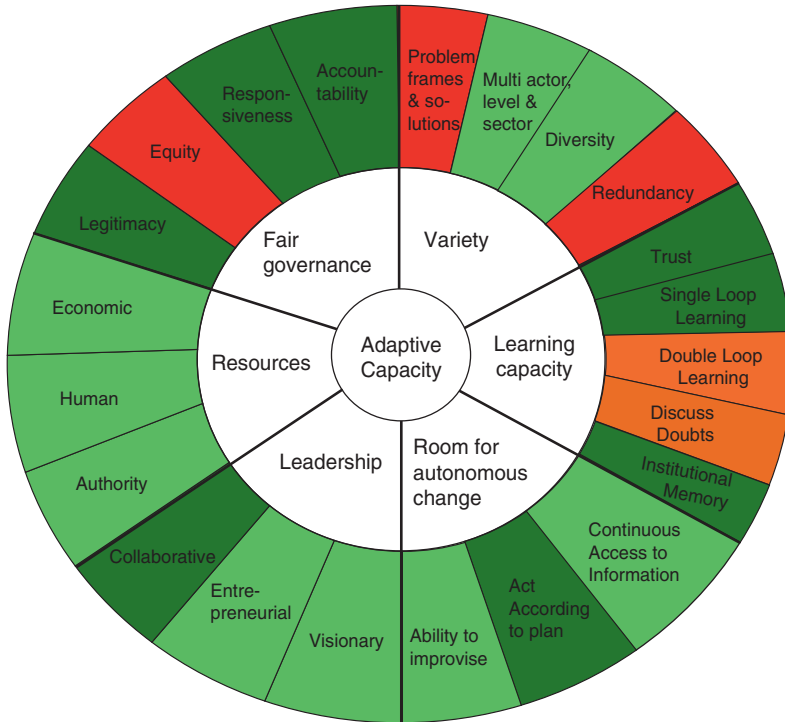 Problem
frames
& so-
lutions
Multi actor,
level &
sector
Diversity
Redundancy
Trust
Single Loop
Learning
Double Loop
Learning
Discuss
Doubts
Institutional
Memory
Continuous
Access to
Information
Act
According
to plan
Ability to
improvise
Visionary
Entre-
preneurial
Collaborative
Authority
Human
Economic
Legitimacy
Equity
Respon-
siveness
Accoun-
tability
Variety
Learning
capacity
Room for
autonomous
change
Leadership
Resources
Fair
governance
Adaptive
Capacity